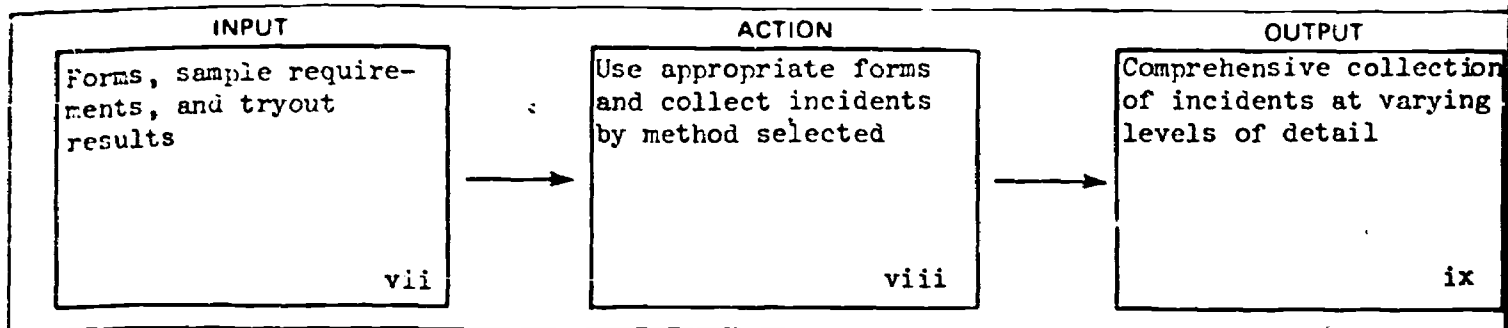 INPUT
Forms, sample require-
ments, and tryout
results
vii
ACTION
Use appropriate forms
and collect incidents
by method selected
viii
OUTPUT
Comprehensive collection
of incidents at varying
levels of detail
ix